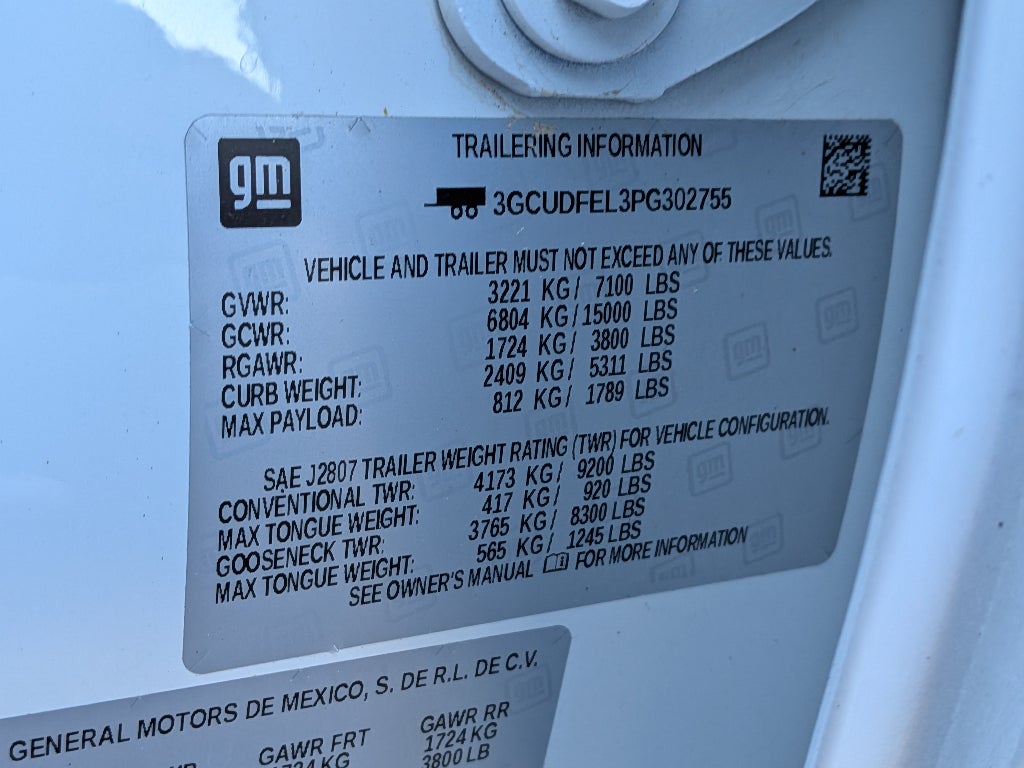 gm
TRAILERING INFORMATION
3GCUDFEL3PG302755
VEHICLE AND TRAILER MUST NOT EXCEED ANY OF THESE VALUES.
GVWR: 3221 KG/ 7100 LBS
GCWR: 6804 KG/15000 LBS
RGAWR: 1724 KG/ 3800 LBS
CURB WEIGHT: 2409 KG/ 5311 LBS
MAX PAYLOAD: 812 KG/ 1789 LBS
SAE J2807 TRAILER WEIGHT RATING (TWR) FOR VEHICLE CONFIGURATION.
CONVENTIONAL TWR: 4173 KG/ 9200 LBS
MAX TONGUE WEIGHT: 417 KG/ 920 LBS
GOOSENECK TWR: 3765 KG/ 8300 LBS
MAX TONGUE WEIGHT: 565 KG/ 1245 LBS
SEE OWNER'S MANUAL FOR MORE INFORMATION
GENERAL MOTORS DE MEXICO, S. DE R.L. DE C.V.
GAWR FRT GAWR RR
1724 KG 1724 KG
3800 LB